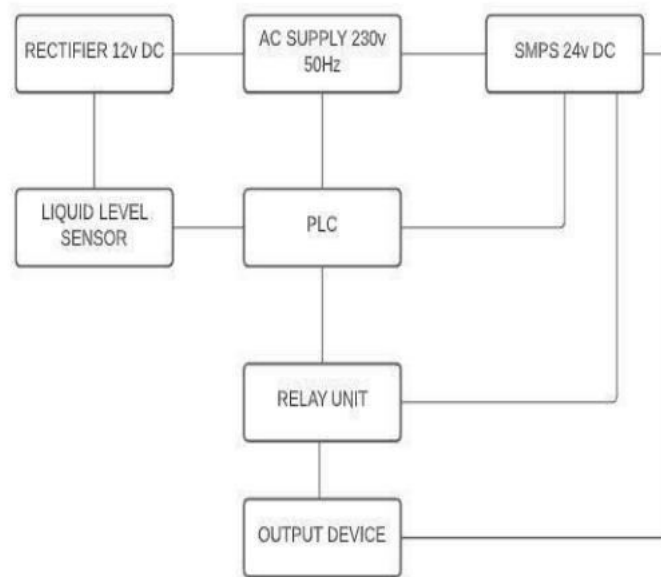 RECTIFIER 12v DC
AC SUPPLY 230v
50Hz
SMPS 24v DC
LIQUID LEVEL
SENSOR
PLC
RELAY UNIT
OUTPUT DEVICE